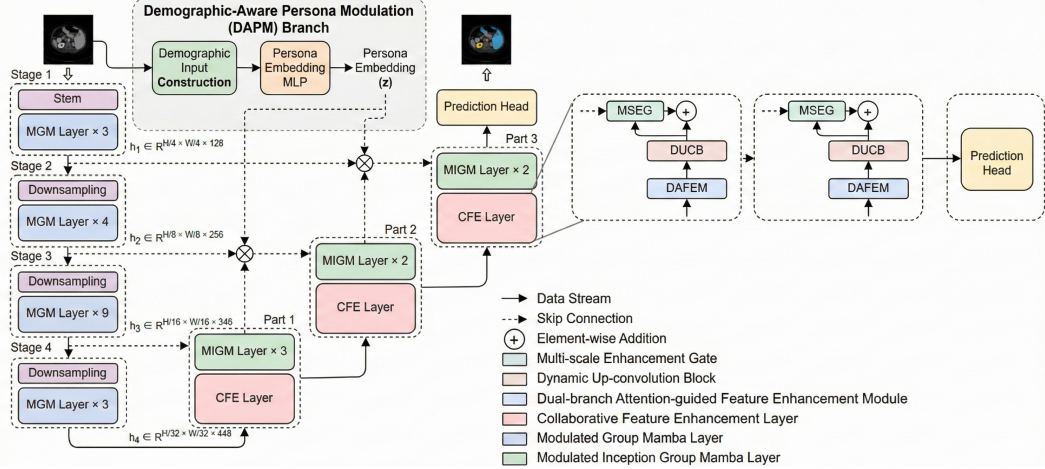 Demographic-Aware Persona Modulation
(DAPM) Branch
Demographic
Input
Construction
Persona
Embedding
MLP
Persona
Embedding
(z)
Stage 1
Stem
MGM Layer × 3
h₁ ∈ R^H/4 × W/4 × 128
Stage 2
Downsampling
MGM Layer × 4
h₂ ∈ R^H/8 × W/8 × 256
Stage 3
Downsampling
MGM Layer × 9
h₃ ∈ R^H/16 × W/16 × 346
Stage 4
Downsampling
MGM Layer × 3
h₄ ∈ R^H/32 × W/32 × 448
Part 1
MIGM Layer × 3
CFE Layer
Part 2
MIGM Layer × 2
CFE Layer
Prediction Head
Part 3
MIGM Layer × 2
CFE Layer
MSEG
+
DUCB
DAFEM
MSEG
+
DUCB
DAFEM
Prediction
Head
Data Stream
Skip Connection
+ Element-wise Addition
Multi-scale Enhancement Gate
Dynamic Up-convolution Block
Dual-branch Attention-guided Feature Enhancement Module
Collaborative Feature Enhancement Layer
Modulated Group Mamba Layer
Modulated Inception Group Mamba Layer